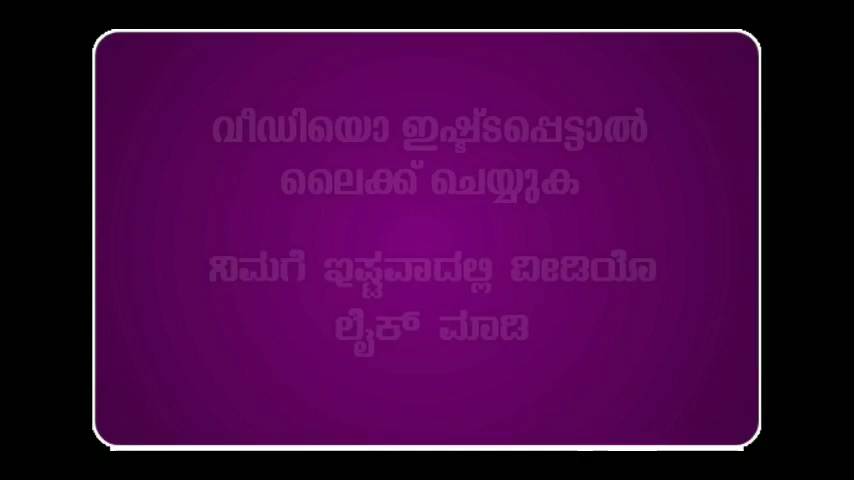 വീഡിയൊ ഇഷ്ട്ടപ്പെട്ടാൽ
ലൈക്ക് ചെയ്യുക
ನಿಮಗೆ ಇಷ್ಟವಾದಲ್ಲಿ ವೀಡಿಯೊ
ಲೈಕ್ ಮಾಡಿ